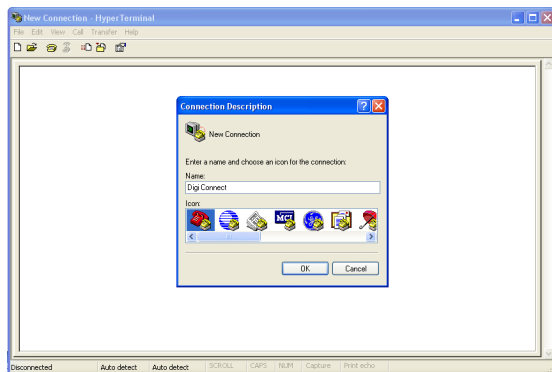 New Connection - HyperTerminal
File Edit View Call Transfer Help
Connection Description
New Connection
Enter a name and choose an icon for the connection:
Name:
Digi Connect
Icon:
MCI
OK Cancel
Disconnected Auto detect Auto detect SCROLL CAPS NUM Capture Print echo